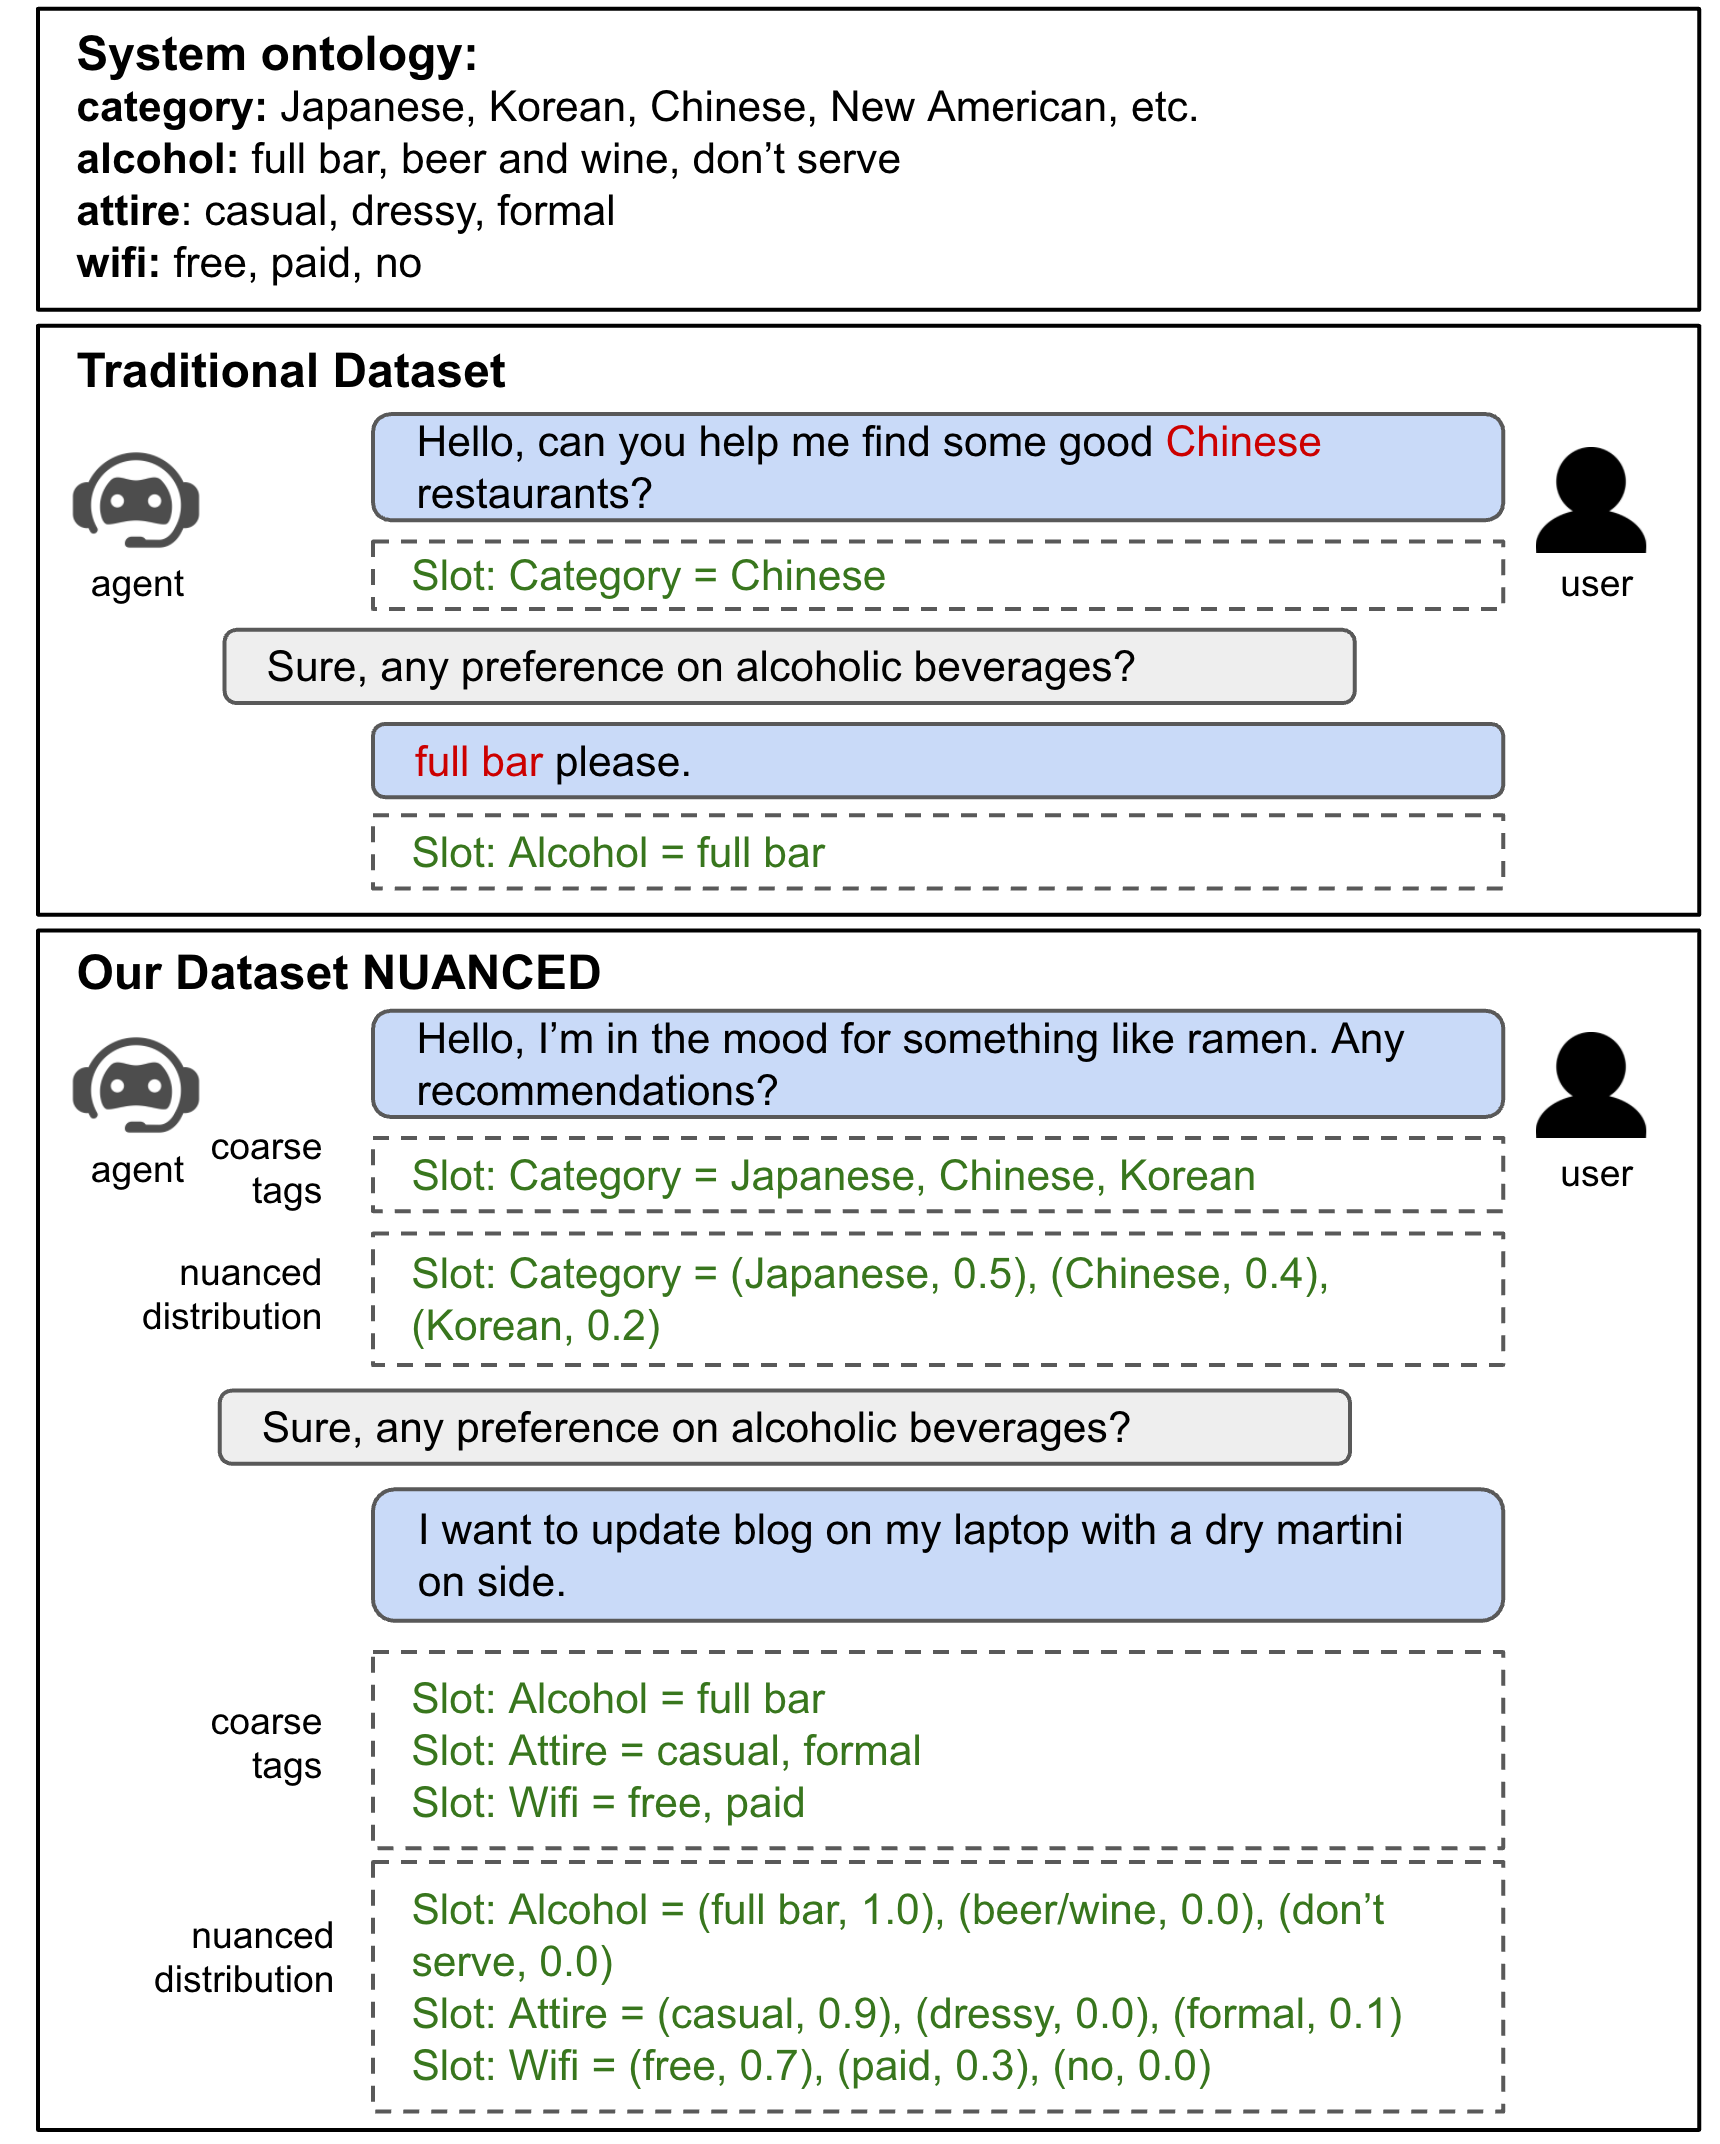 System ontology:
category: Japanese, Korean, Chinese, New American, etc.
alcohol: full bar, beer and wine, don’t serve
attire: casual, dressy, formal
wifi: free, paid, no
Traditional Dataset
Hello, can you help me find some good Chinese
restaurants?
agent
user
Slot: Category = Chinese
Sure, any preference on alcoholic beverages?
full bar please.
Slot: Alcohol = full bar
Our Dataset NUANCED
Hello, I’m in the mood for something like ramen. Any
recommendations?
agent
user
coarse
tags
Slot: Category = Japanese, Chinese, Korean
nuanced
distribution
Slot: Category = (Japanese, 0.5), (Chinese, 0.4),
(Korean, 0.2)
Sure, any preference on alcoholic beverages?
I want to update blog on my laptop with a dry martini
on side.
coarse
tags
Slot: Alcohol = full bar
Slot: Attire = casual, formal
Slot: Wifi = free, paid
nuanced
distribution
Slot: Alcohol = (full bar, 1.0), (beer/wine, 0.0), (don’t
serve, 0.0)
Slot: Attire = (casual, 0.9), (dressy, 0.0), (formal, 0.1)
Slot: Wifi = (free, 0.7), (paid, 0.3), (no, 0.0)